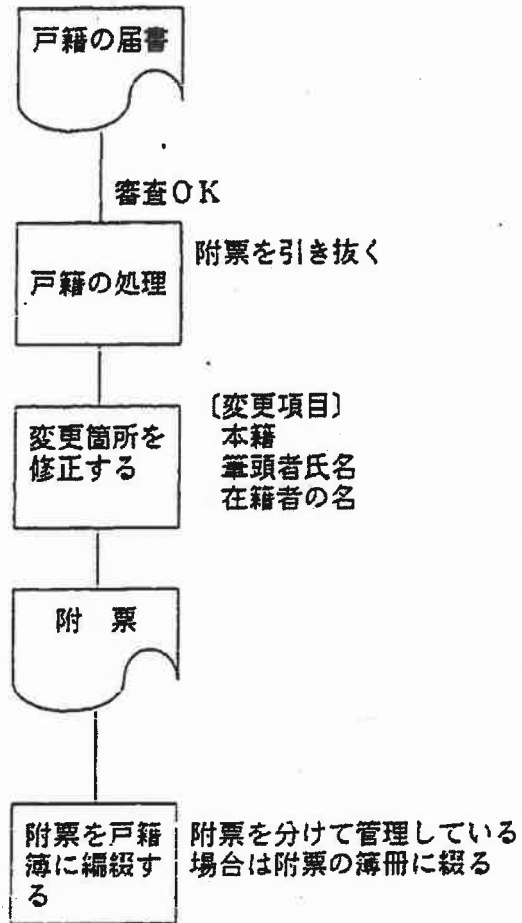 戸籍の届書
審査OK
戸籍の処理
附票を引き抜く
変更箇所を
修正する
〔変更項目〕
本籍
筆頭者氏名
在籍者の名
附 票
附票を戸籍
簿に編綴す
る
附票を分けて管理している
場合は附票の簿冊に綴る